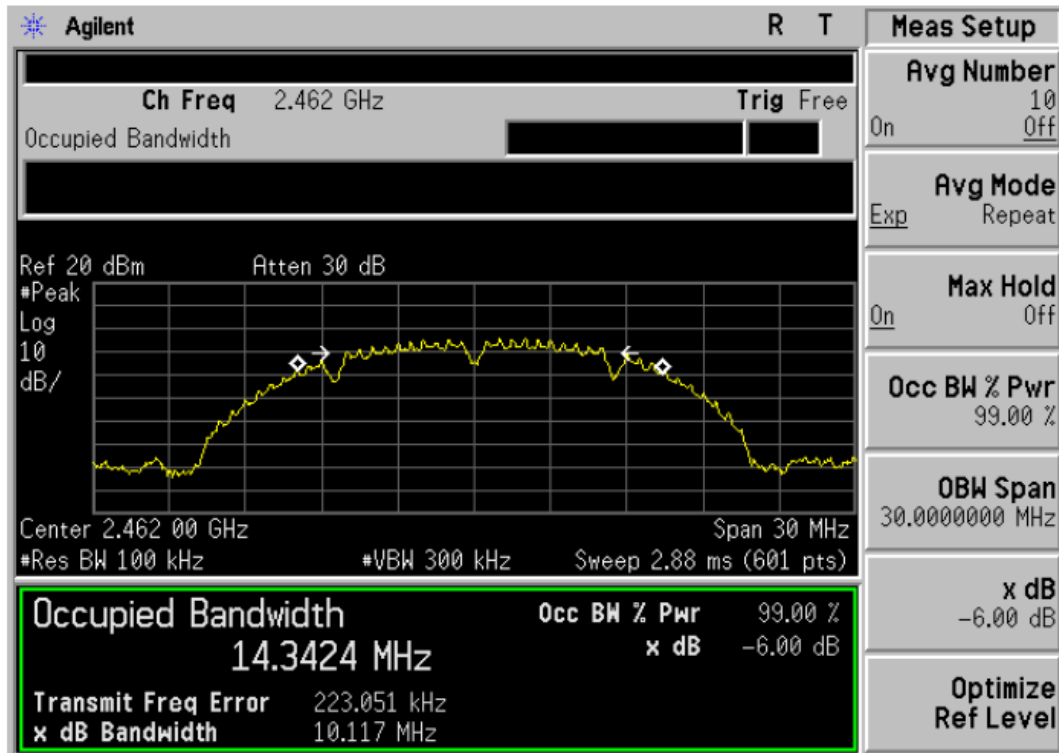 Agilent R T
Ch Freq 2.462 GHz Trig Free
Occupied Bandwidth
Ref 20 dBm Atten 30 dB
#Peak
Log
10
dB/
Center 2.462 00 GHz Span 30 MHz
#Res BW 100 kHz #VBW 300 kHz Sweep 2.88 ms (601 pts)
Occupied Bandwidth Occ BW % Pwr 99.00 %
14.3424 MHz x dB -6.00 dB
Transmit Freq Error 223.051 kHz
x dB Bandwidth 10.117 MHz
Meas Setup
Avg Number
10
On Off
Avg Mode
Exp Repeat
Max Hold
On Off
Occ BW % Pwr
99.00 %
OBW Span
30.0000000 MHz
x dB
-6.00 dB
Optimize
Ref Level